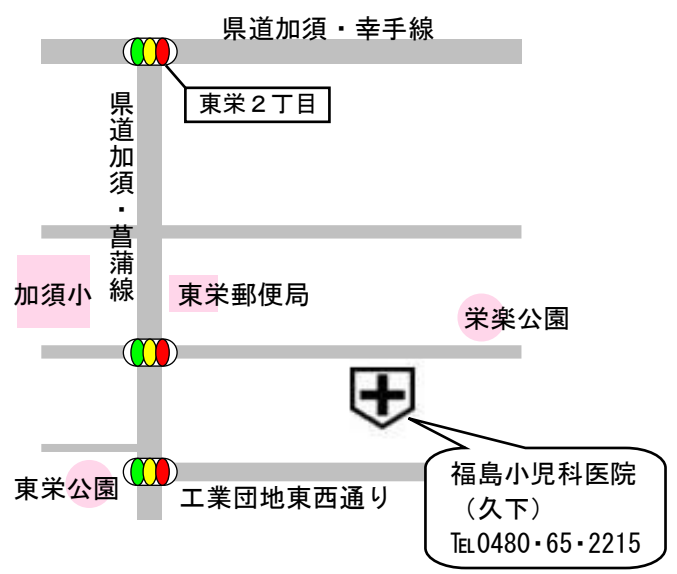 県道加須・幸手線
東栄２丁目
県道加須・菖蒲線
加須小
東栄郵便局
栄楽公園
東栄公園
工業団地東西通り
福島小児科医院
（久下）
℡0480・65・2215